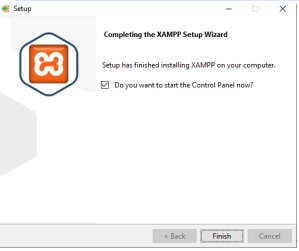 Setup
Completing the XAMPP Setup Wizard
Setup has finished installing XAMPP on your computer.
Do you want to start the Control Panel now?
< Back
Finish
Cancel